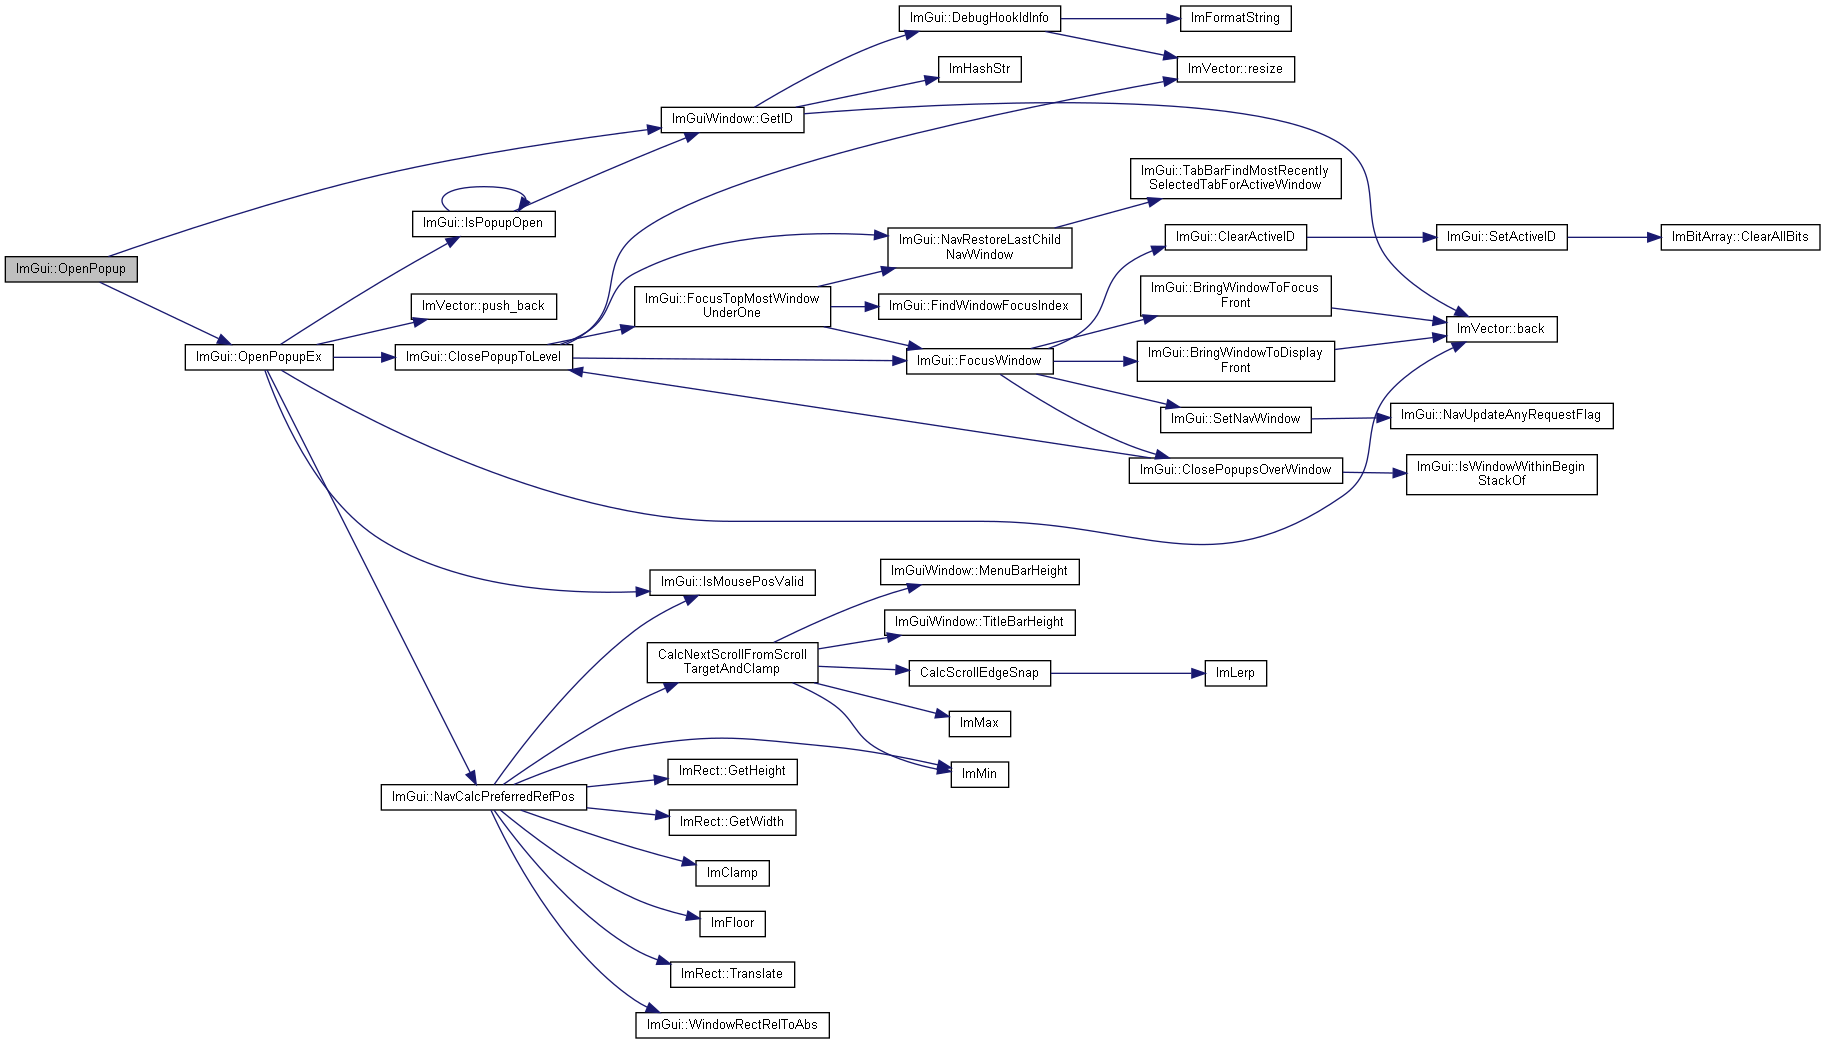 ImGui::DebugHookIdInfo
ImFormatString
ImHashStr
ImVector::resize
ImGuiWindow::GetID
ImGui::TabBarFindMostRecently
SelectedTabForActiveWindow
ImGui::IsPopupOpen
ImGui::NavRestoreLastChild
NavWindow
ImGui::ClearActiveID
ImGui::SetActiveID
ImBitArray::ClearAllBits
ImGui::OpenPopup
ImVector::push_back
ImGui::FocusTopMostWindow
UnderOne
ImGui::FindWindowFocusIndex
ImGui::BringWindowToFocus
Front
ImVector::back
ImGui::OpenPopupEx
ImGui::ClosePopupToLevel
ImGui::FocusWindow
ImGui::BringWindowToDisplay
Front
ImGui::SetNavWindow
ImGui::NavUpdateAnyRequestFlag
ImGui::ClosePopupsOverWindow
ImGui::IsWindowWithinBegin
StackOf
ImGui::IsMousePosValid
ImGuiWindow::MenuBarHeight
ImGuiWindow::TitleBarHeight
CalcNextScrollFromScroll
TargetAndClamp
CalcScrollEdgeSnap
ImLerp
ImMax
ImMin
ImRect::GetHeight
ImGui::NavCalcPreferredRefPos
ImRect::GetWidth
ImClamp
ImFloor
ImRect::Translate
ImGui::WindowRectRelToAbs